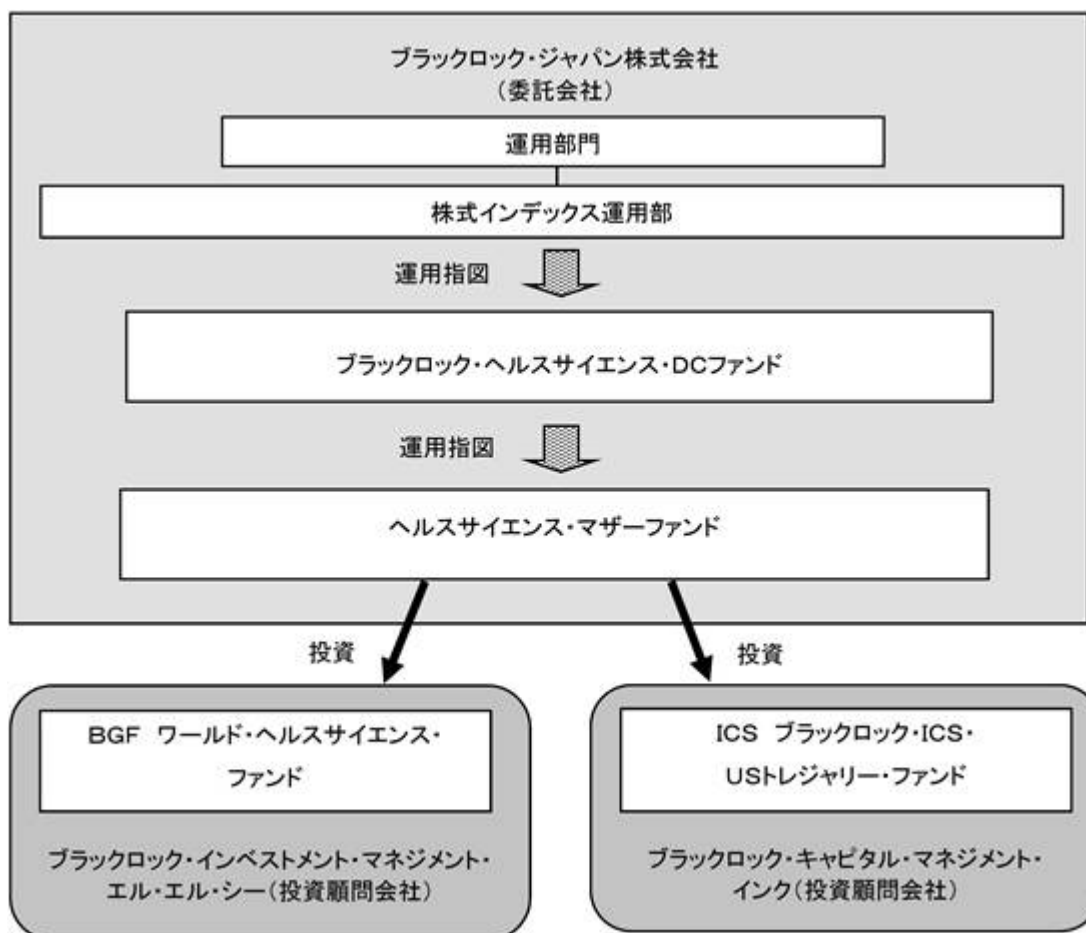 ブラックロック・ジャパン株式会社
（委託会社）
運用部門
株式インデックス運用部
運用指図
ブラックロック・ヘルスサイエンス・DCファンド
運用指図
ヘルスサイエンス・マザーファンド
投資
投資
BGF ワールド・ヘルスサイエンス・
ファンド
ブラックロック・インベストメント・マネジメント・
エル・エル・シー（投資顧問会社）
ICS ブラックロック・ICS・
USトレジャリー・ファンド
ブラックロック・キャピタル・マネジメント・
インク（投資顧問会社）